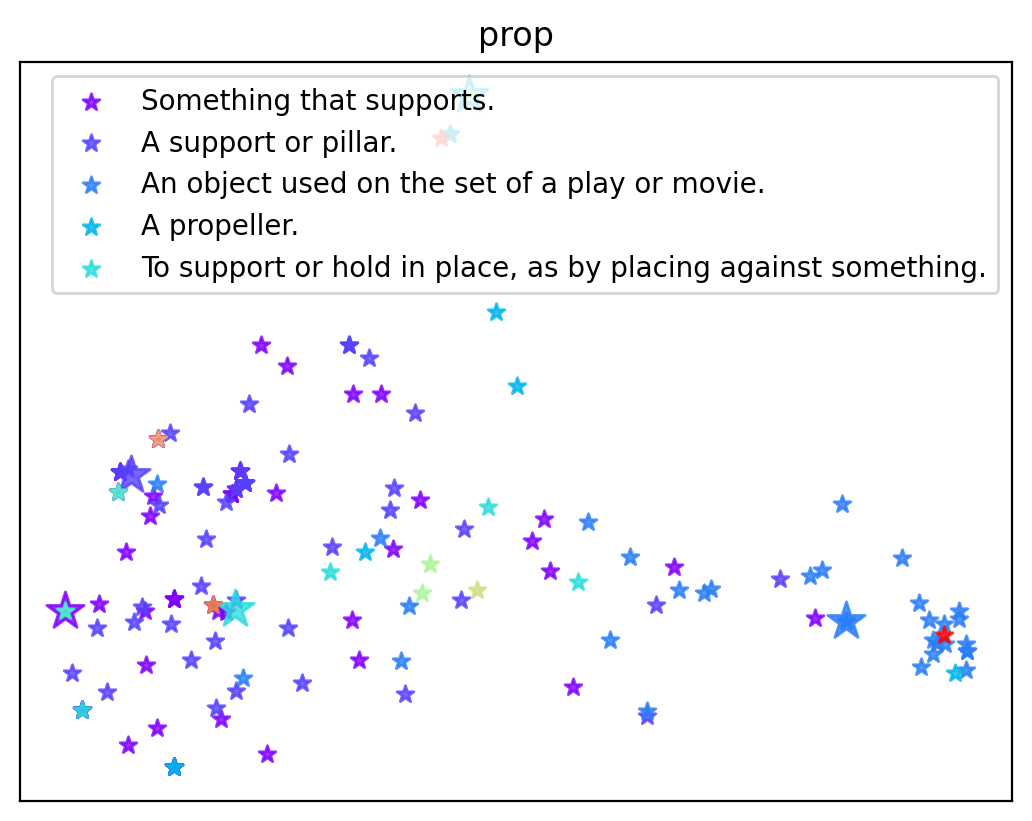 prop
Something that supports.
A support or pillar.
An object used on the set of a play or movie.
A propeller.
To support or hold in place, as by placing against something.